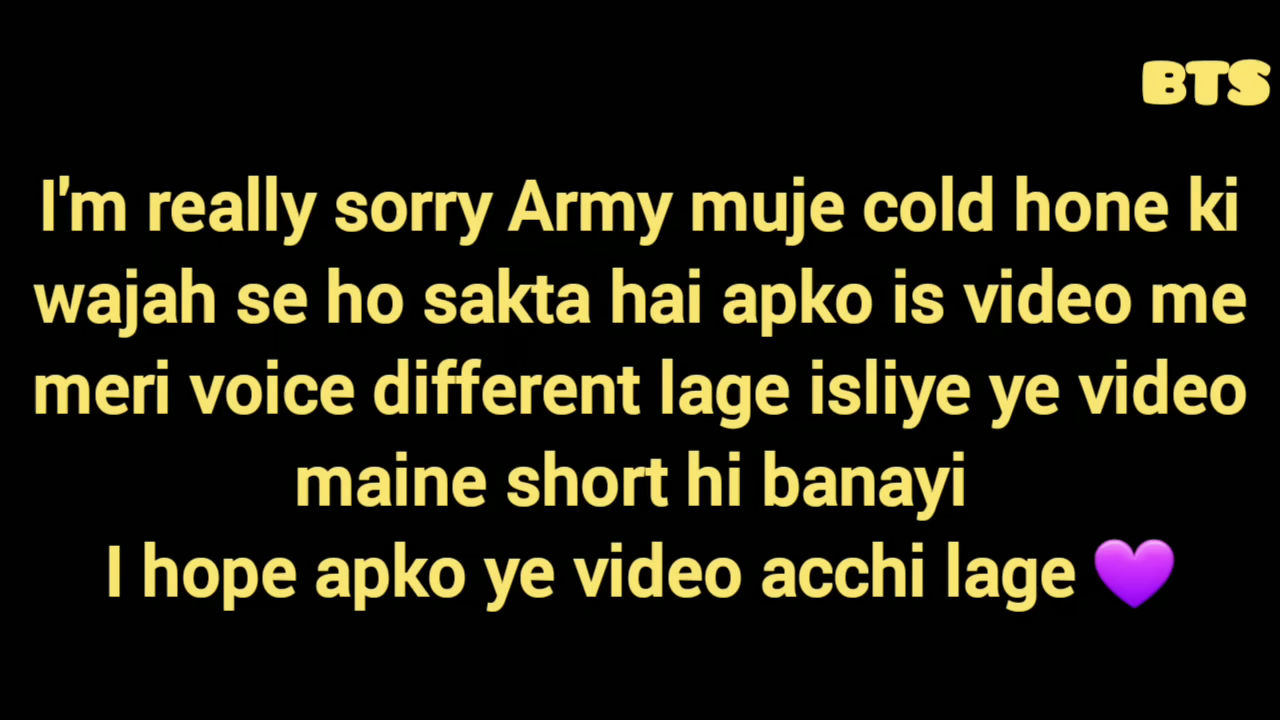 BTS
I'm really sorry Army muje cold hone ki
wajah se ho sakta hai apko is video me
meri voice different lage isliye ye video
maine short hi banayi
I hope apko ye video acchi lage 💜